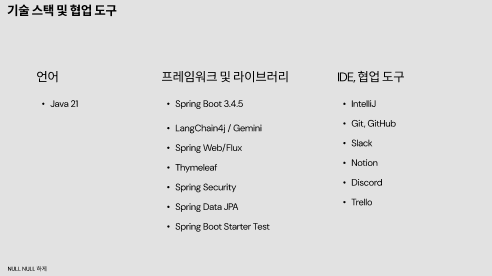 기술 스택 및 협업 도구
언어
• Java 21
프레임워크 및 라이브러리
• Spring Boot 3.4.5
• LangChain4j / Gemini
• Spring Web/Flux
• Thymeleaf
• Spring Security
• Spring Data JPA
• Spring Boot Starter Test
IDE, 협업 도구
• IntelliJ
• Git, GitHub
• Slack
• Notion
• Discord
• Trello
NULL NULL 하게